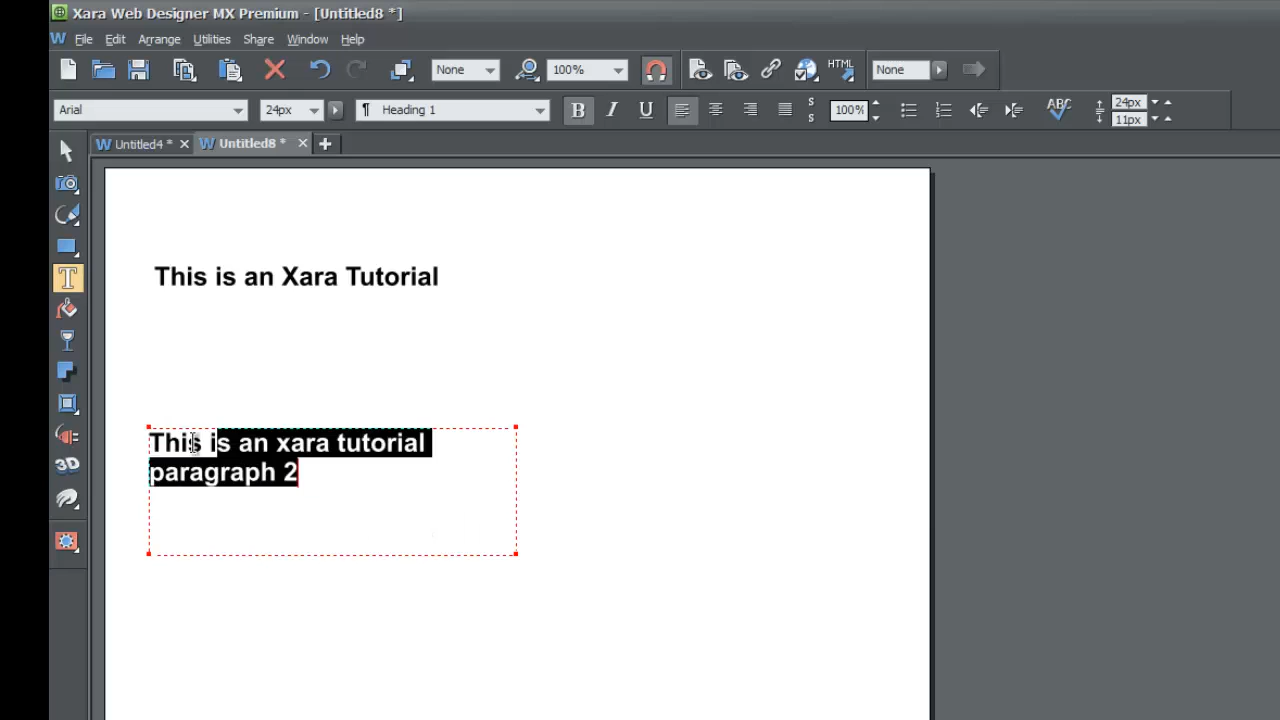 Xara Web Designer MX Premium - [Untitled8 *]
W File Edit Arrange Utilities Share Window Help
None 100% HTML None
Arial 24px ¶ Heading 1 B I U S S 100% ABC 24px
11px
W Untitled4 * W Untitled8 *
T
3D
This is an Xara Tutorial
This is an xara tutorial
paragraph 2